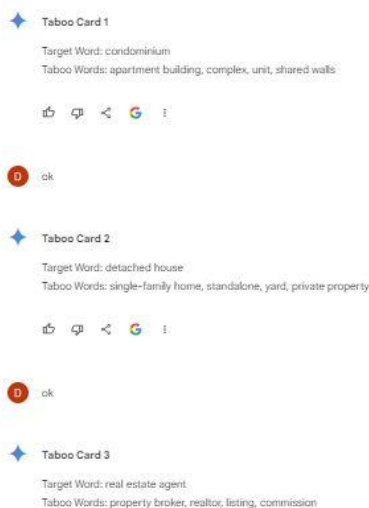 Taboo Card 1
Target Word: condominium
Taboo Words: apartment building, complex, unit, shared walls
G
D
ok
Taboo Card 2
Target Word: detached house
Taboo Words: single-family home, standalone, yard, private property
G
D
ok
Taboo Card 3
Target Word: real estate agent
Taboo Words: property broker, realtor, listing, commission